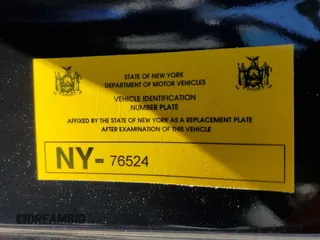 STATE OF NEW YORK
DEPARTMENT OF MOTOR VEHICLES
VEHICLE IDENTIFICATION
NUMBER PLATE
AFFIXED BY THE STATE OF NEW YORK AS A REPLACEMENT PLATE
AFTER EXAMINATION OF THIS VEHICLE
NY- 76524
DREAMBID